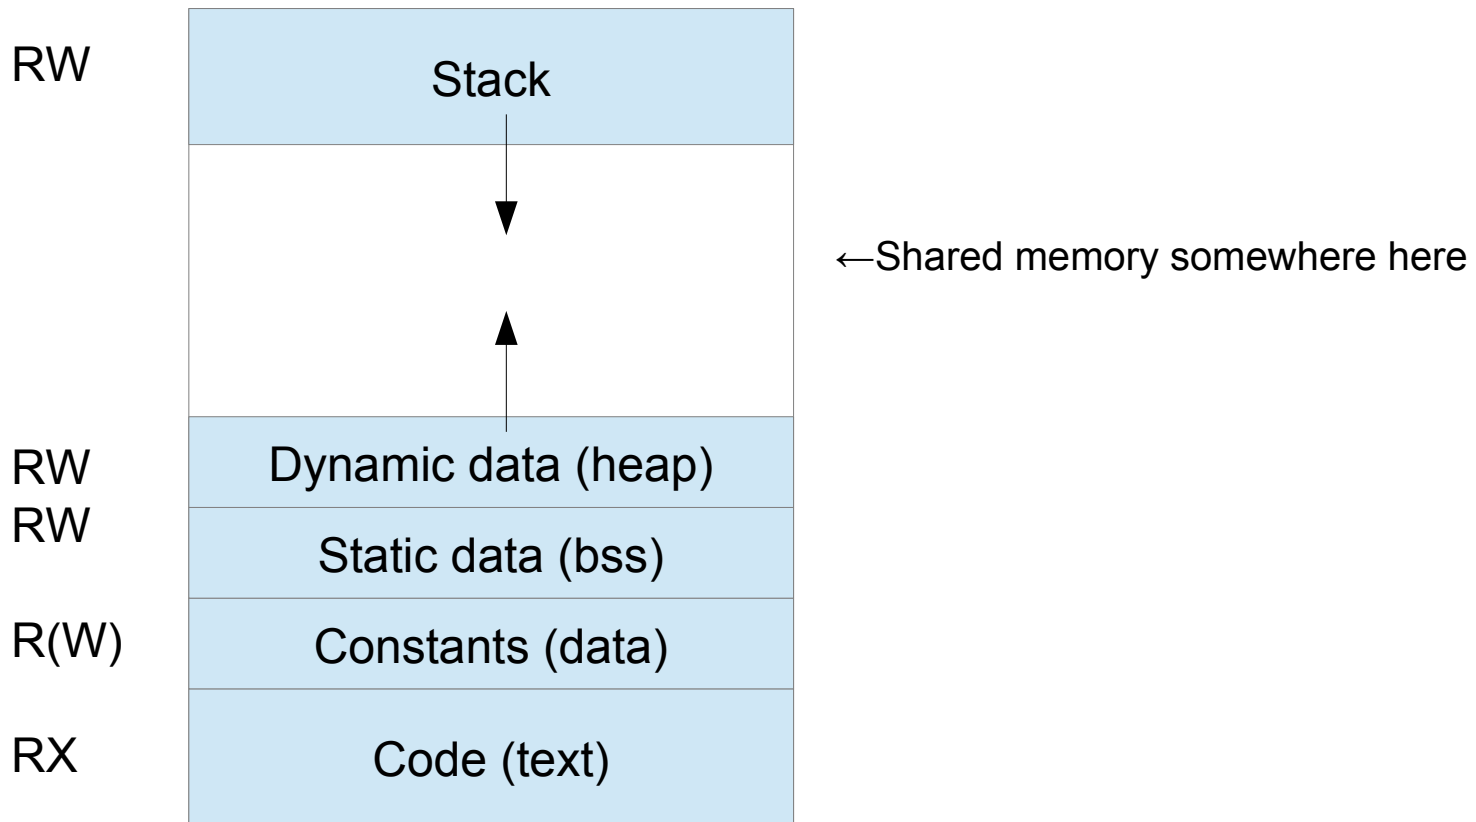 RW
Stack
←Shared memory somewhere here
RW
Dynamic data (heap)
RW
Static data (bss)
R(W)
Constants (data)
RX
Code (text)